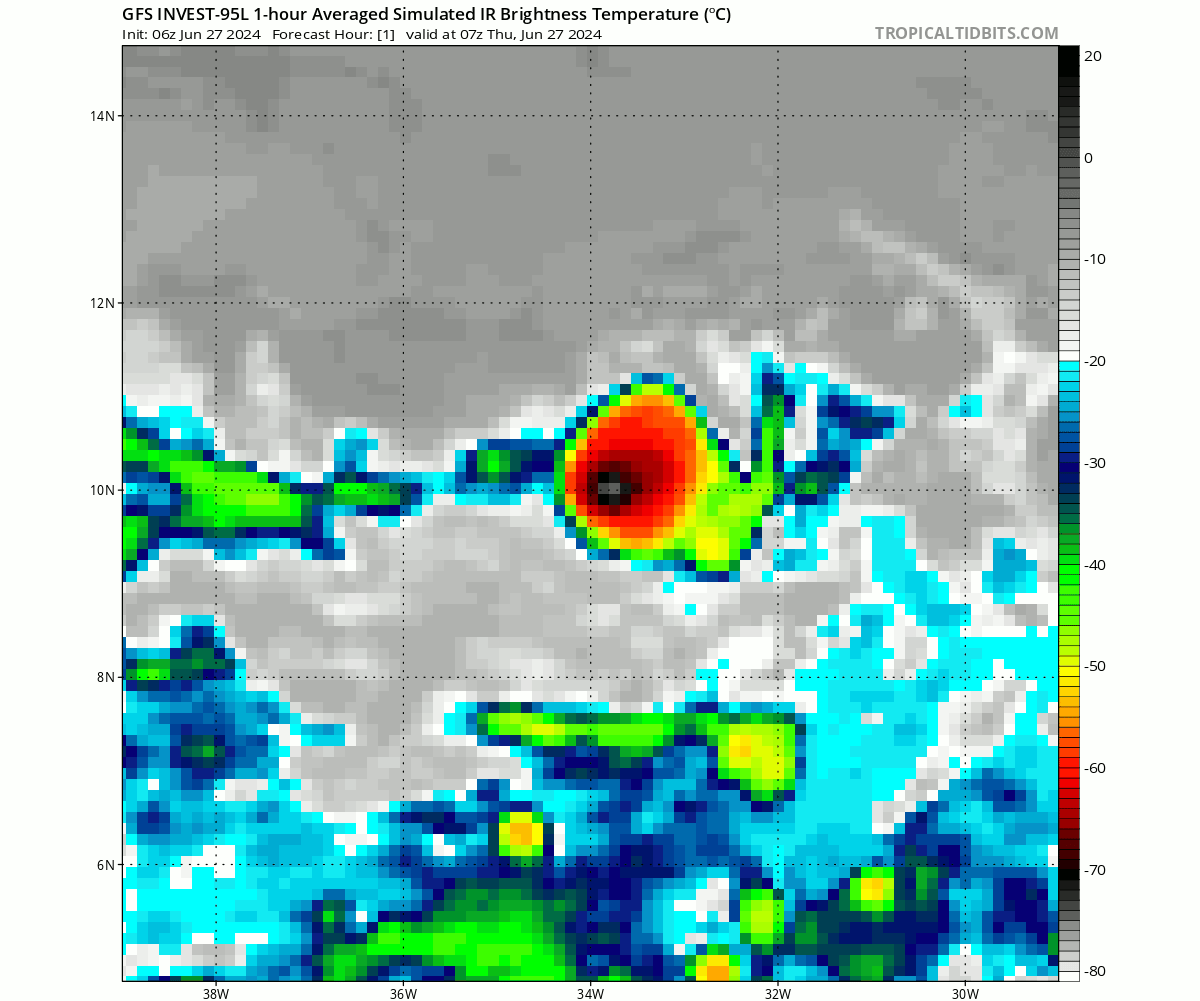 GFS INVEST-95L 1-hour Averaged Simulated IR Brightness Temperature (°C)
Init: 06z Jun 27 2024   Forecast Hour: [1]   valid at 07z Thu, Jun 27 2024
TROPICALTIDBITS.COM
20
0
-10
-20
-30
-40
-50
-60
-70
-80
14N
12N
10N
8N
6N
38W
36W
34W
32W
30W